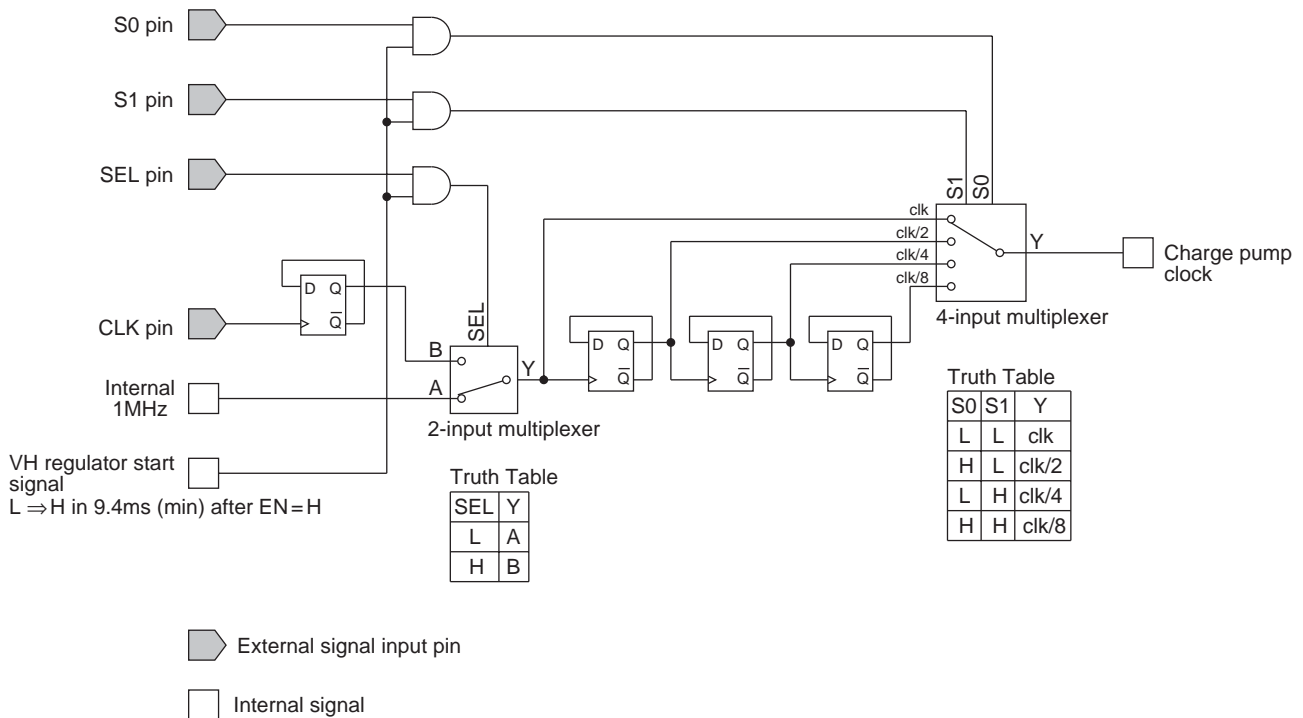 S0 pin
S1 pin
SEL pin
S1
S0
clk
clk/2
clk/4
clk/8
Y
Charge pump
clock
4-input multiplexer
D Q
Q̅
CLK pin
SEL
B
A
Y
2-input multiplexer
D Q
Q̅
D Q
Q̅
D Q
Q̅
Internal
1MHz
VH regulator start
signal
L ⇒H in 9.4ms (min) after EN=H
Truth Table
SEL Y
L A
H B
Truth Table
S0 S1 Y
L L clk
H L clk/2
L H clk/4
H H clk/8
External signal input pin
Internal signal